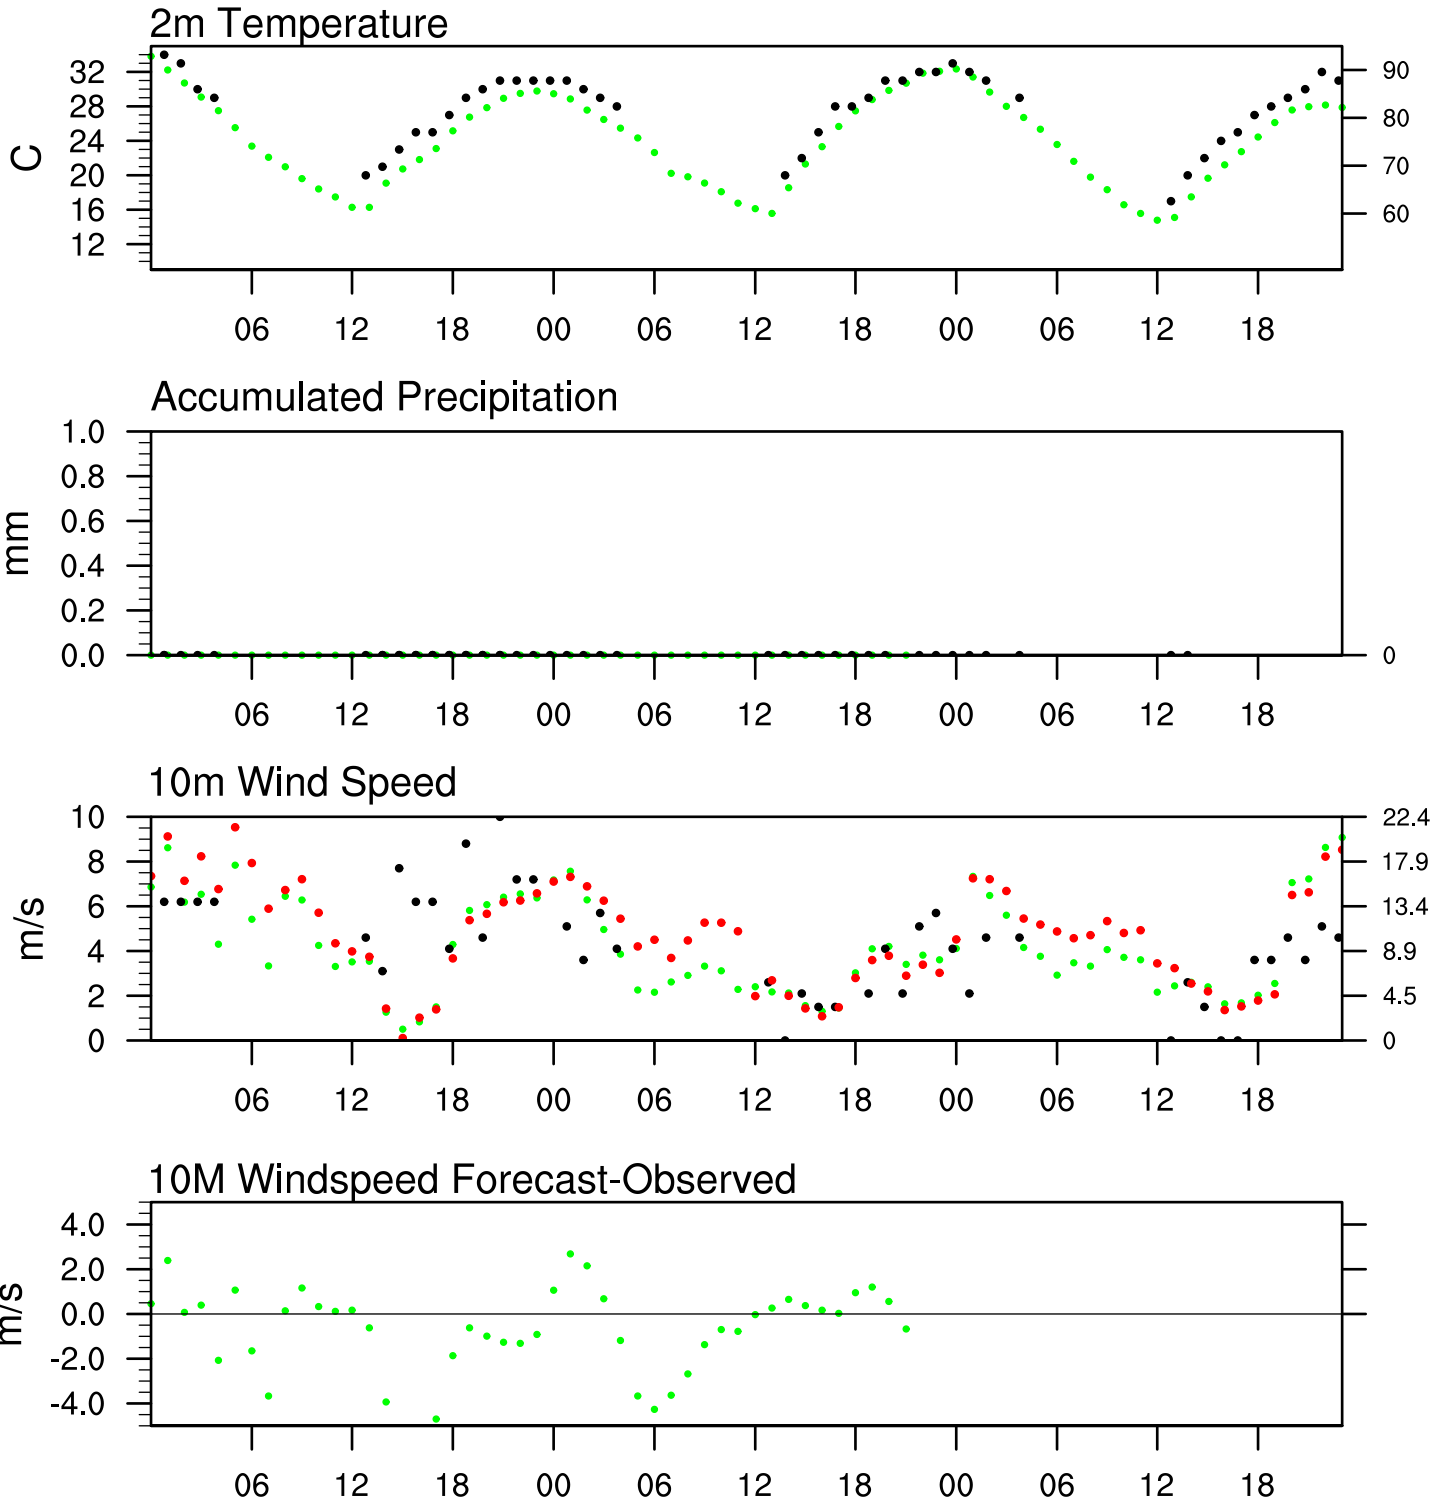 2m Temperature
32
28
24
20
16
12
C
90
80
70
60
06 12 18 00 06 12 18 00 06 12 18
Accumulated Precipitation
1.0
0.8
0.6
0.4
0.2
0.0
mm
0
06 12 18 00 06 12 18 00 06 12 18
10m Wind Speed
10
8
6
4
2
0
m/s
22.4
17.9
13.4
8.9
4.5
0
06 12 18 00 06 12 18 00 06 12 18
10M Windspeed Forecast-Observed
4.0
2.0
0.0
-2.0
-4.0
m/s
06 12 18 00 06 12 18 00 06 12 18